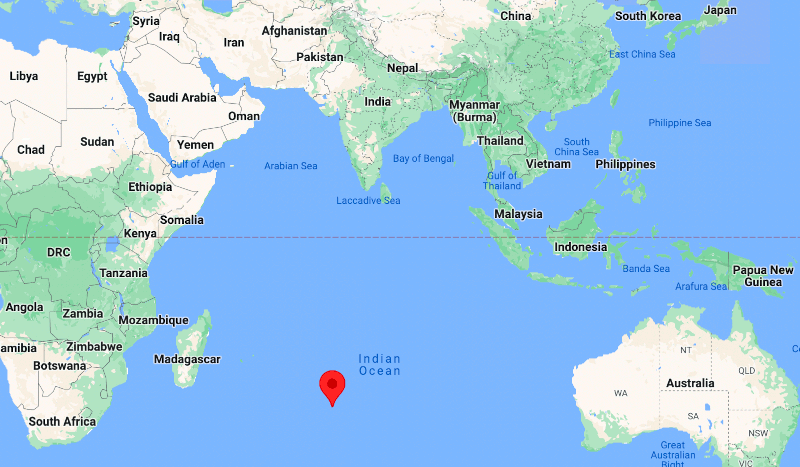 China
South Korea
Japan
Syria
Iraq
Iran
Afghanistan
East China Sea
Pakistan
Nepal
Libya
Egypt
Saudi Arabia
India
Myanmar
(Burma)
Oman
Philippine Sea
Sudan
Yemen
Thailand
South
China Sea
Chad
Gulf of Aden
Arabian Sea
Bay of Bengal
Vietnam
Philippines
Gulf of
Thailand
Ethiopia
Laccadive Sea
Somalia
Malaysia
Kenya
n
DRC
Indonesia
Tanzania
Banda Sea
Papua New
Guinea
Arafura Sea
Angola
Zambia
Mozambique
Zimbabwe
amibia
Botswana
Madagascar
Indian
Ocean
NT
QLD
C
WA
Australia
SA
South Africa
NSW
Great
Australian
Bight
VIC